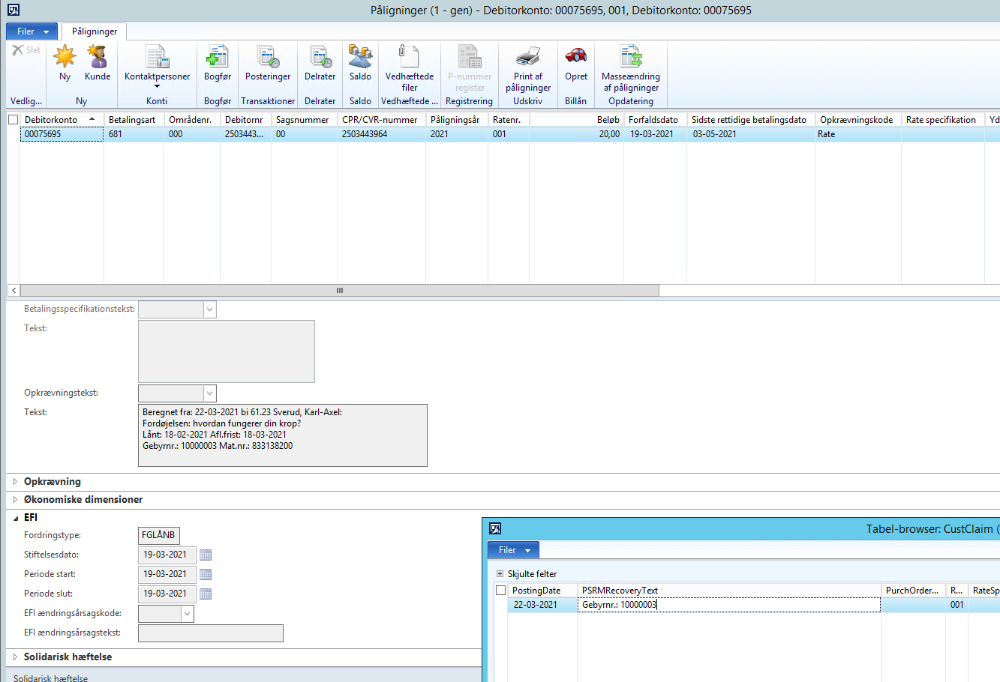 Påligninger (1 - gen) - Debitorkonto: 00075695, 001, Debitorkonto: 00075695
Filer Påligninger
Slet
Ny Kunde Kontaktpersoner Bogfør Posteringer Delrater Saldo Vedhæftede filer P-nummer register Print af påligninger Opret Masseændring af påligninger
Vedlig... Ny Konti Bogfør Transaktioner Delrater Saldo Vedhæftede ... Registrering Udskriv Billån Opdatering
Debitorkonto Betalingsart Områdenr. Debitornr Sagsnummer CPR/CVR-nummer Påligningsår Ratenr. Beløb Forfaldsdato Sidste rettidige betalingsdato Opkrævningskode Rate specifikation Yd
00075695 681 000 2503443... 00 2503443964 2021 001 20,00 19-03-2021 03-05-2021 Rate
Betalingsspecifikationstekst:
Tekst:
Opkrævningstekst:
Tekst: Beregnet fra: 22-03-2021 bi 61.23 Sverud, Karl-Axel:
Fordøjelsen: hvordan fungerer din krop?
Lånt: 18-02-2021 Afl.frist: 18-03-2021
Gebyrnr.: 10000003 Mat.nr.: 833138200
Opkrævning
Økonomiske dimensioner
EFI
Fordringstype: FGLÅNB
Stiftelsesdato: 19-03-2021
Periode start: 19-03-2021
Periode slut: 19-03-2021
EFI ændringsårsagskode:
EFI ændringsårsagstekst:
Solidarisk hæftelse
Solidarisk hæftelse
Tabel-browser: CustClaim (
Filer
Skjulte felter
PostingDate PSRMRecoveryText PurchOrder... R... RateSp
22-03-2021 Gebyrnr.: 10000003 001